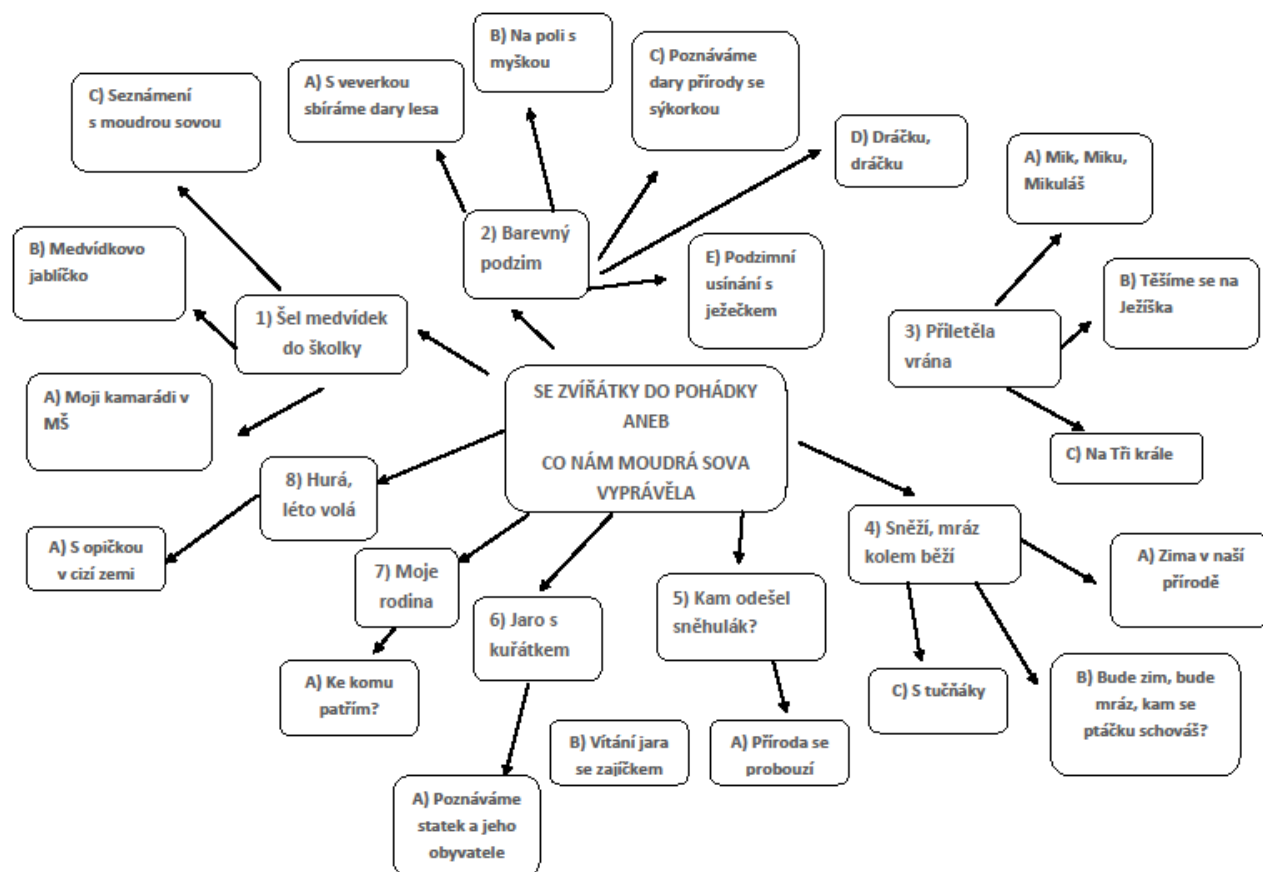 SE ZVÍŘÁTKY DO POHÁDKY
ANEB
CO NÁM MOUDRÁ SOVA
VYPRÁVĚLA
1) Šel medvídek
do školky
A) Moji kamarádi v
MŠ
B) Medvídkovo
jablíčko
C) Seznámení
s moudrou sovou
2) Barevný
podzim
A) S veverkou
sbíráme dary lesa
B) Na poli s
myškou
C) Poznáváme
dary přírody se
sýkorkou
D) Dráčku,
dráčku
E) Podzimní
usínání s
ježečkem
3) Přiletěla
vrána
A) Mik, Miku,
Mikuláš
B) Těšíme se na
Ježíška
C) Na Tři krále
4) Sněží, mráz
kolem běží
A) Zima v naší
přírodě
B) Bude zim, bude
mráz, kam se
ptáčku schováš?
C) S tučňáky
5) Kam odešel
sněhulák?
A) Příroda se
probouzí
6) Jaro s
kuřátkem
A) Poznáváme
statek a jeho
obyvatele
B) Vítání jara
se zajíčkem
7) Moje
rodina
A) Ke komu
patřím?
8) Hurá,
léto volá
A) S opičkou
v cizí zemi